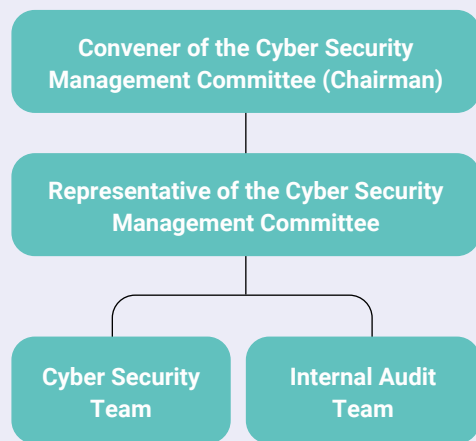 Convener of the Cyber Security
Management Committee (Chairman)
Representative of the Cyber Security
Management Committee
Cyber Security
Team
Internal Audit
Team